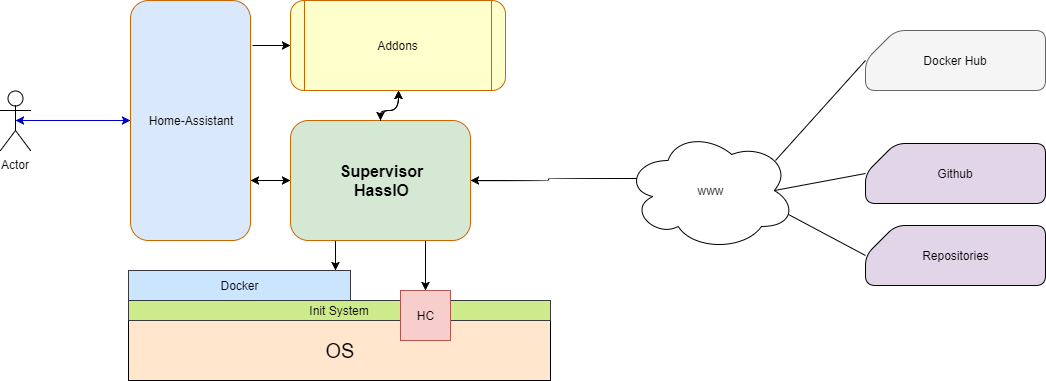 Addons
Docker Hub
Actor
Home-Assistant
Supervisor
HassIO
www
Github
Repositories
Docker
Init System
HC
OS